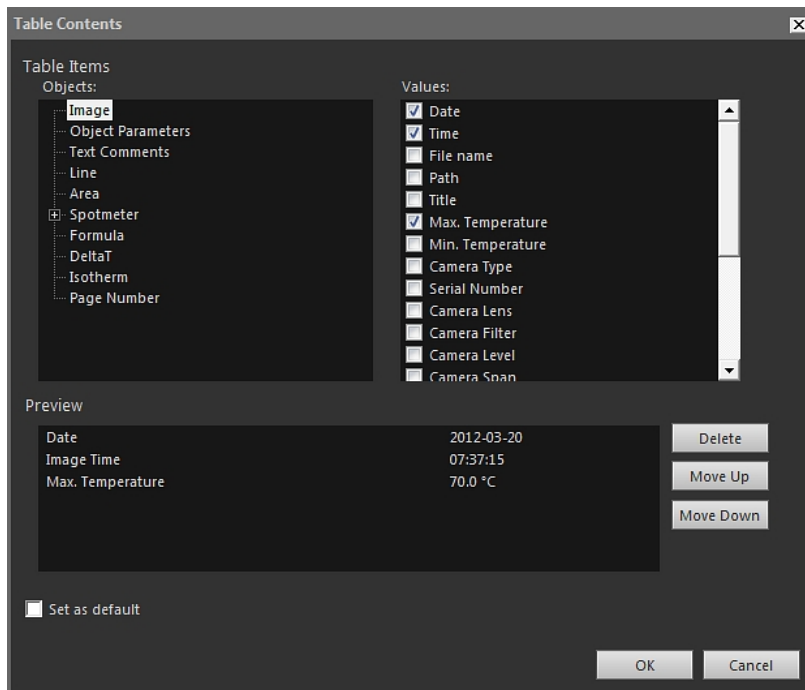 Table Contents
Table Items
Objects:
Image
Object Parameters
Text Comments
Line
Area
Spotmeter
Formula
DeltaT
Isotherm
Page Number
Values:
Date
Time
File name
Path
Title
Max. Temperature
Min. Temperature
Camera Type
Serial Number
Camera Lens
Camera Filter
Camera Level
Camera Span
Preview
Date 2012-03-20
Image Time 07:37:15
Max. Temperature 70.0 °C
Delete
Move Up
Move Down
Set as default
OK Cancel